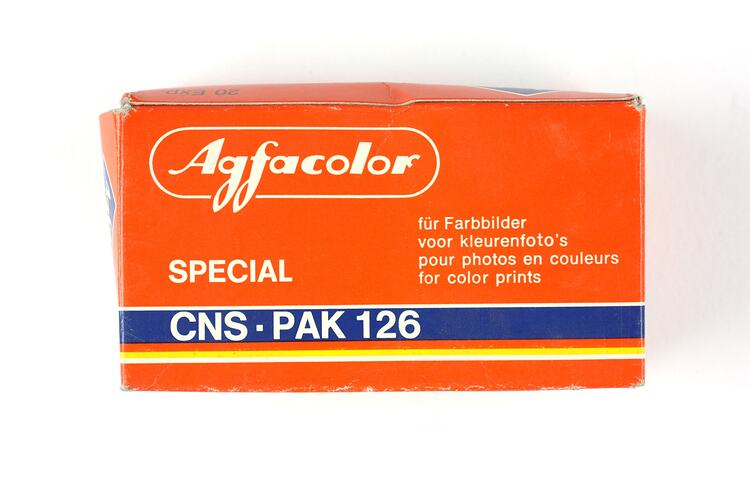 20 Exp
Agfacolor
für Farbbilder
voor kleurenfoto's
pour photos en couleurs
for color prints
SPECIAL
CNS · PAK 126